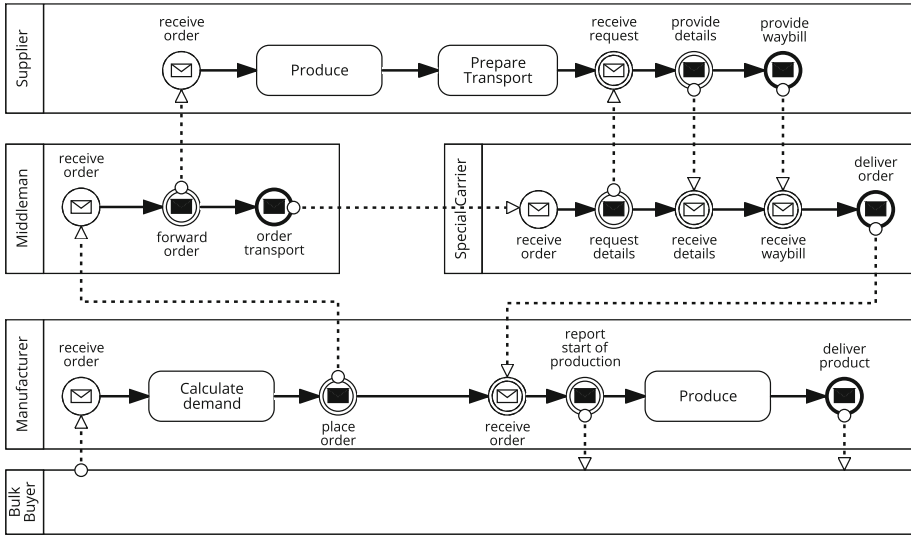 Supplier
receive
order
Produce
Prepare
Transport
receive
request
provide
details
provide
waybill
Middleman
receive
order
forward
order
order
transport
Special Carrier
receive
order
request
details
receive
details
receive
waybill
deliver
order
Manufacturer
receive
order
Calculate
demand
place
order
receive
order
report
start of
production
Produce
deliver
product
Bulk
Buyer